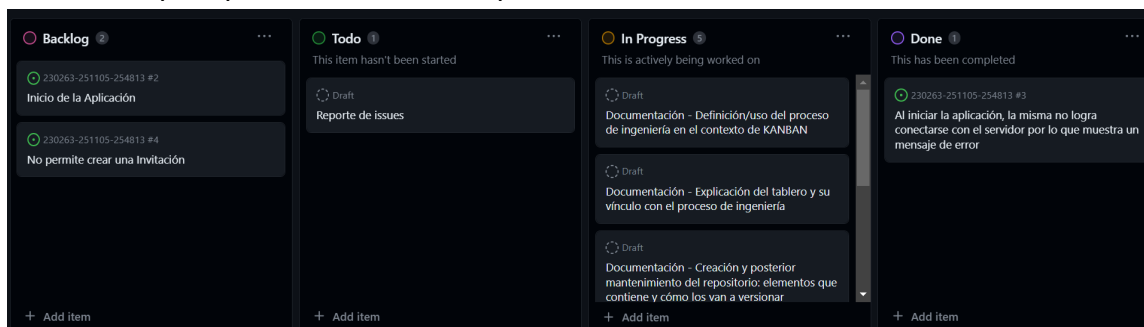 Backlog 2
230263-251105-254813 #2
Inicio de la Aplicación
230263-251105-254813 #4
No permite crear una Invitación
+ Add item
Todo 1
This item hasn't been started
Draft
Reporte de issues
+ Add item
In Progress 5
This is actively being worked on
Draft
Documentación - Definición/uso del proceso
de ingeniería en el contexto de KANBAN
Draft
Documentación - Explicación del tablero y su
vínculo con el proceso de ingeniería
Draft
Documentación - Creación y posterior
mantenimiento del repositorio: elementos que
contiene y cómo los van a versionar
+ Add item
Done 1
This has been completed
230263-251105-254813 #3
Al iniciar la aplicación, la misma no logra
conectarse con el servidor por lo que muestra un
mensaje de error
+ Add item